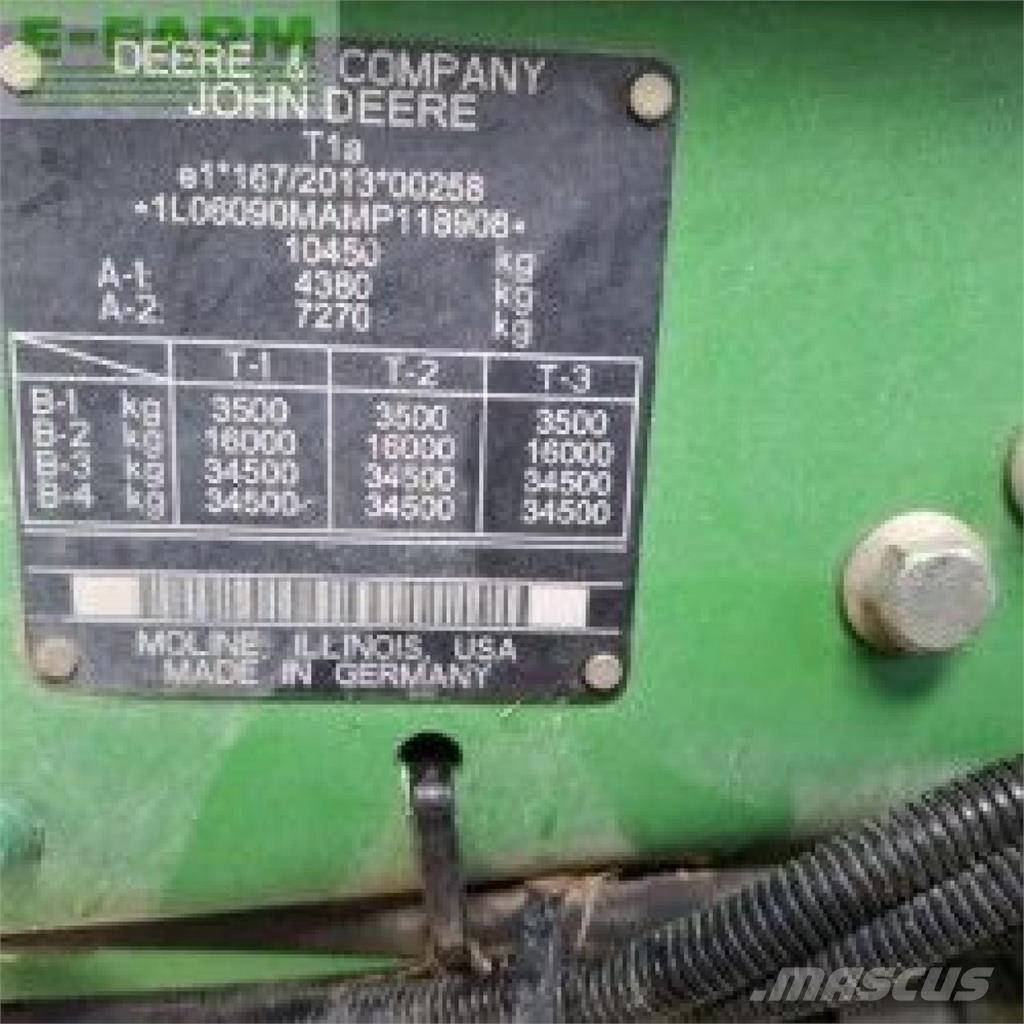 E-FARM
DEERE & COMPANY
JOHN DEERE
T1a
e1*167/2013*00258
*1L06090MAMP118908*
10450 kg
A-1: 4380 kg
A-2: 7270 kg
T-1 T-2 T-3
B-1 kg 3500 3500 3500
B-2 kg 16000 16000 16000
B-3 kg 34500 34500 34500
B-4 kg 34500 34500 34500
MOLINE, ILLINOIS, USA
MADE IN GERMANY
MASCUS